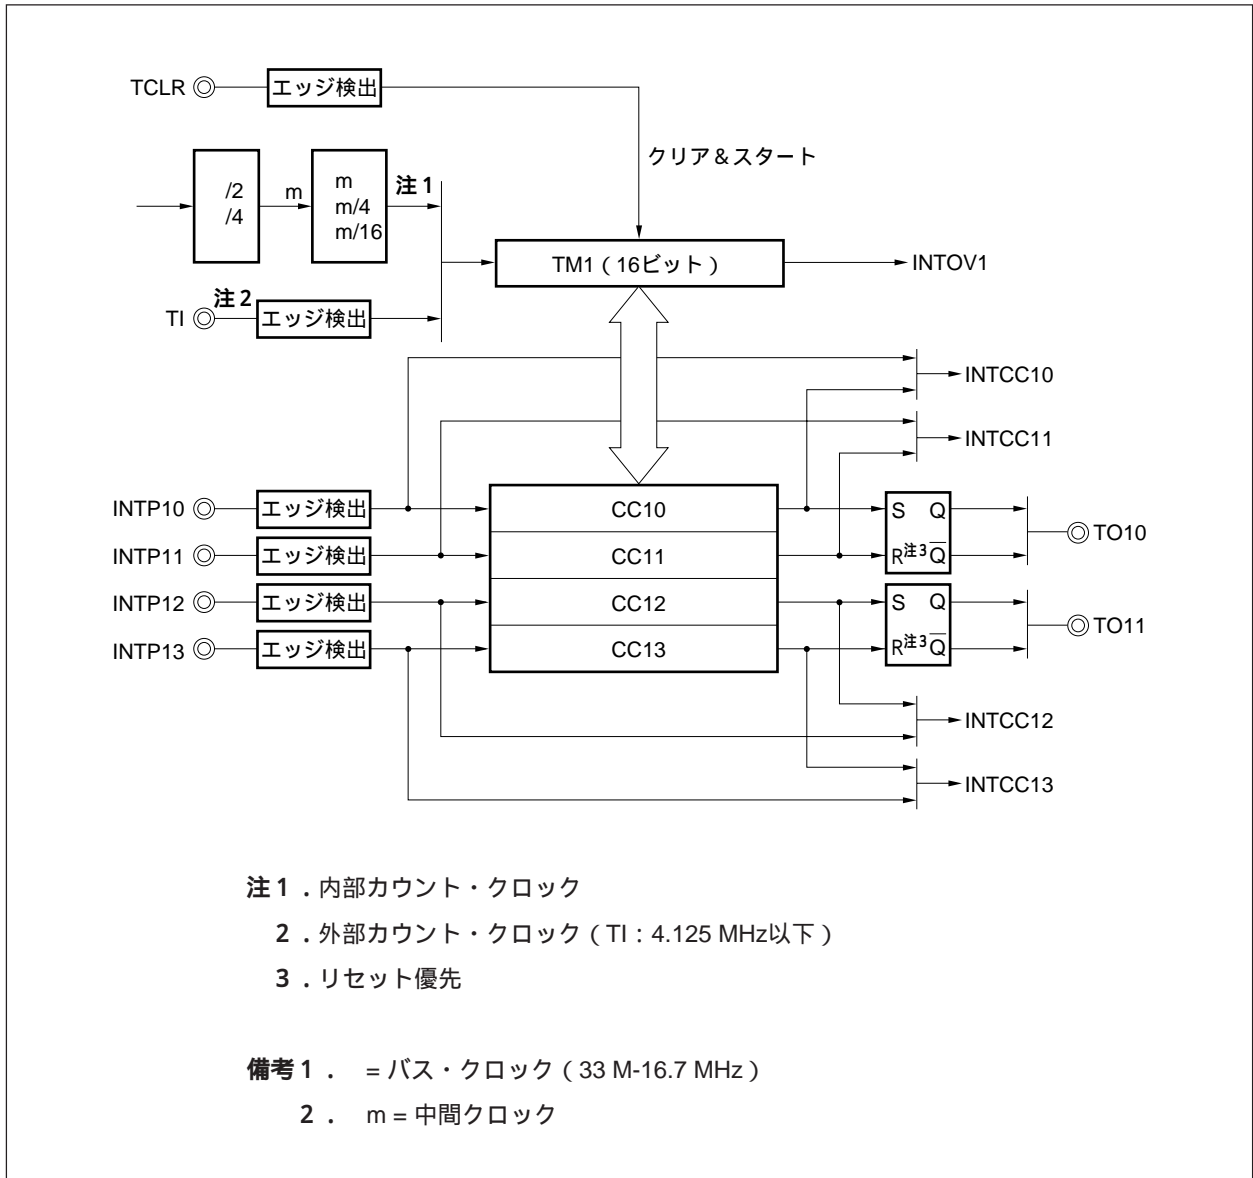 TCLR エッジ検出
クリア&スタート
/2
/4
m
m
m/4
m/16
注1
TM1(16ビット)
INTOV1
注2
TI エッジ検出
INTCC10
INTCC11
INTP10 エッジ検出 CC10 S Q
TO10
INTP11 エッジ検出 CC11 R注3Q̅
INTP12 エッジ検出 CC12 S Q
TO11
INTP13 エッジ検出 CC13 R注3Q̅
INTCC12
INTCC13
注1.内部カウント・クロック
2.外部カウント・クロック(TI:4.125 MHz以下)
3.リセット優先
備考1. = バス・クロック(33 M-16.7 MHz)
2. m = 中間クロック